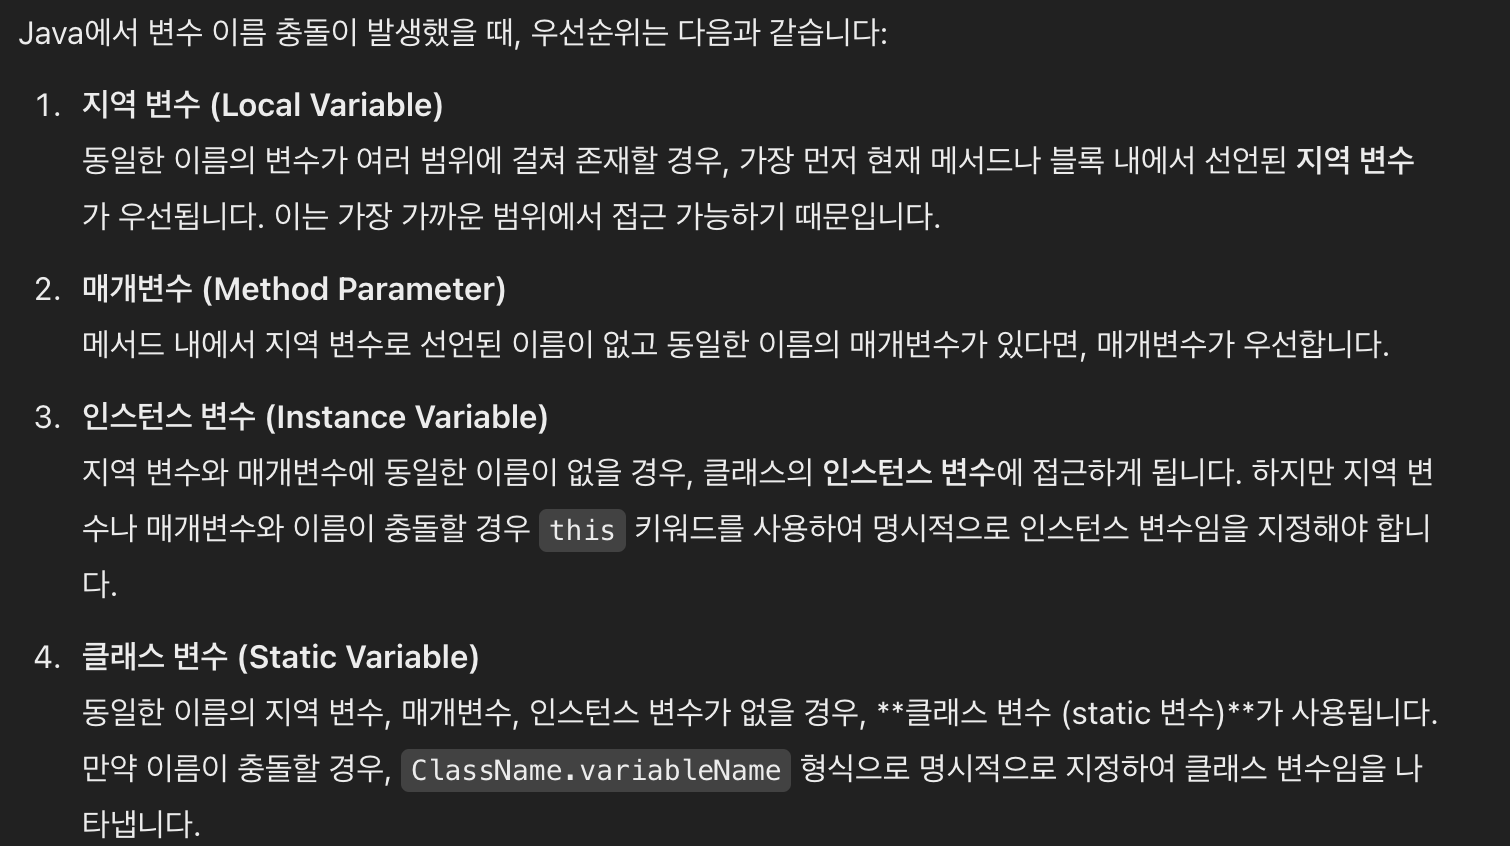 Java에서 변수 이름 충돌이 발생했을 때, 우선순위는 다음과 같습니다:
1. 지역 변수 (Local Variable)
동일한 이름의 변수가 여러 범위에 걸쳐 존재할 경우, 가장 먼저 현재 메서드나 블록 내에서 선언된 지역 변수
가 우선됩니다. 이는 가장 가까운 범위에서 접근 가능하기 때문입니다.
2. 매개변수 (Method Parameter)
메서드 내에서 지역 변수로 선언된 이름이 없고 동일한 이름의 매개변수가 있다면, 매개변수가 우선합니다.
3. 인스턴스 변수 (Instance Variable)
지역 변수와 매개변수에 동일한 이름이 없을 경우, 클래스의 인스턴스 변수에 접근하게 됩니다. 하지만 지역 변
수나 매개변수와 이름이 충돌할 경우 this 키워드를 사용하여 명시적으로 인스턴스 변수임을 지정해야 합니
다.
4. 클래스 변수 (Static Variable)
동일한 이름의 지역 변수, 매개변수, 인스턴스 변수가 없을 경우, **클래스 변수 (static 변수)**가 사용됩니다.
만약 이름이 충돌할 경우, ClassName.variableName 형식으로 명시적으로 지정하여 클래스 변수임을 나
타냅니다.